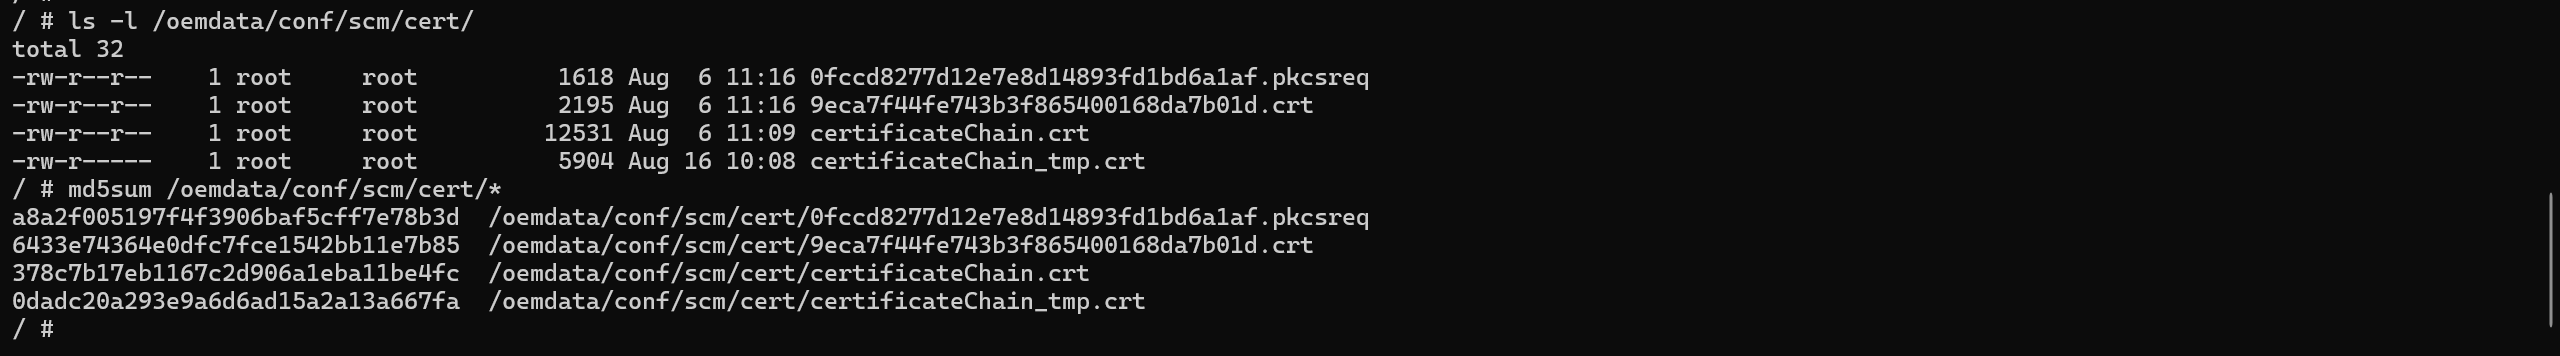 / # ls -l /oemdata/conf/scm/cert/
total 32
-rw-r--r--    1 root     root          1618 Aug  6 11:16 0fccd8277d12e7e8d14893fd1bd6a1af.pkcsreq
-rw-r--r--    1 root     root          2195 Aug  6 11:16 9eca7f44fe743b3f865400168da7b01d.crt
-rw-r--r--    1 root     root         12531 Aug  6 11:09 certificateChain.crt
-rw-r-----    1 root     root          5904 Aug 16 10:08 certificateChain_tmp.crt
/ # md5sum /oemdata/conf/scm/cert/*
a8a2f005197f4f3906baf5cff7e78b3d  /oemdata/conf/scm/cert/0fccd8277d12e7e8d14893fd1bd6a1af.pkcsreq
6433e74364e0dfc7fce1542bb11e7b85  /oemdata/conf/scm/cert/9eca7f44fe743b3f865400168da7b01d.crt
378c7b17eb1167c2d906a1eba11be4fc  /oemdata/conf/scm/cert/certificateChain.crt
0dadc20a293e9a6d6ad15a2a13a667fa  /oemdata/conf/scm/cert/certificateChain_tmp.crt
/ #